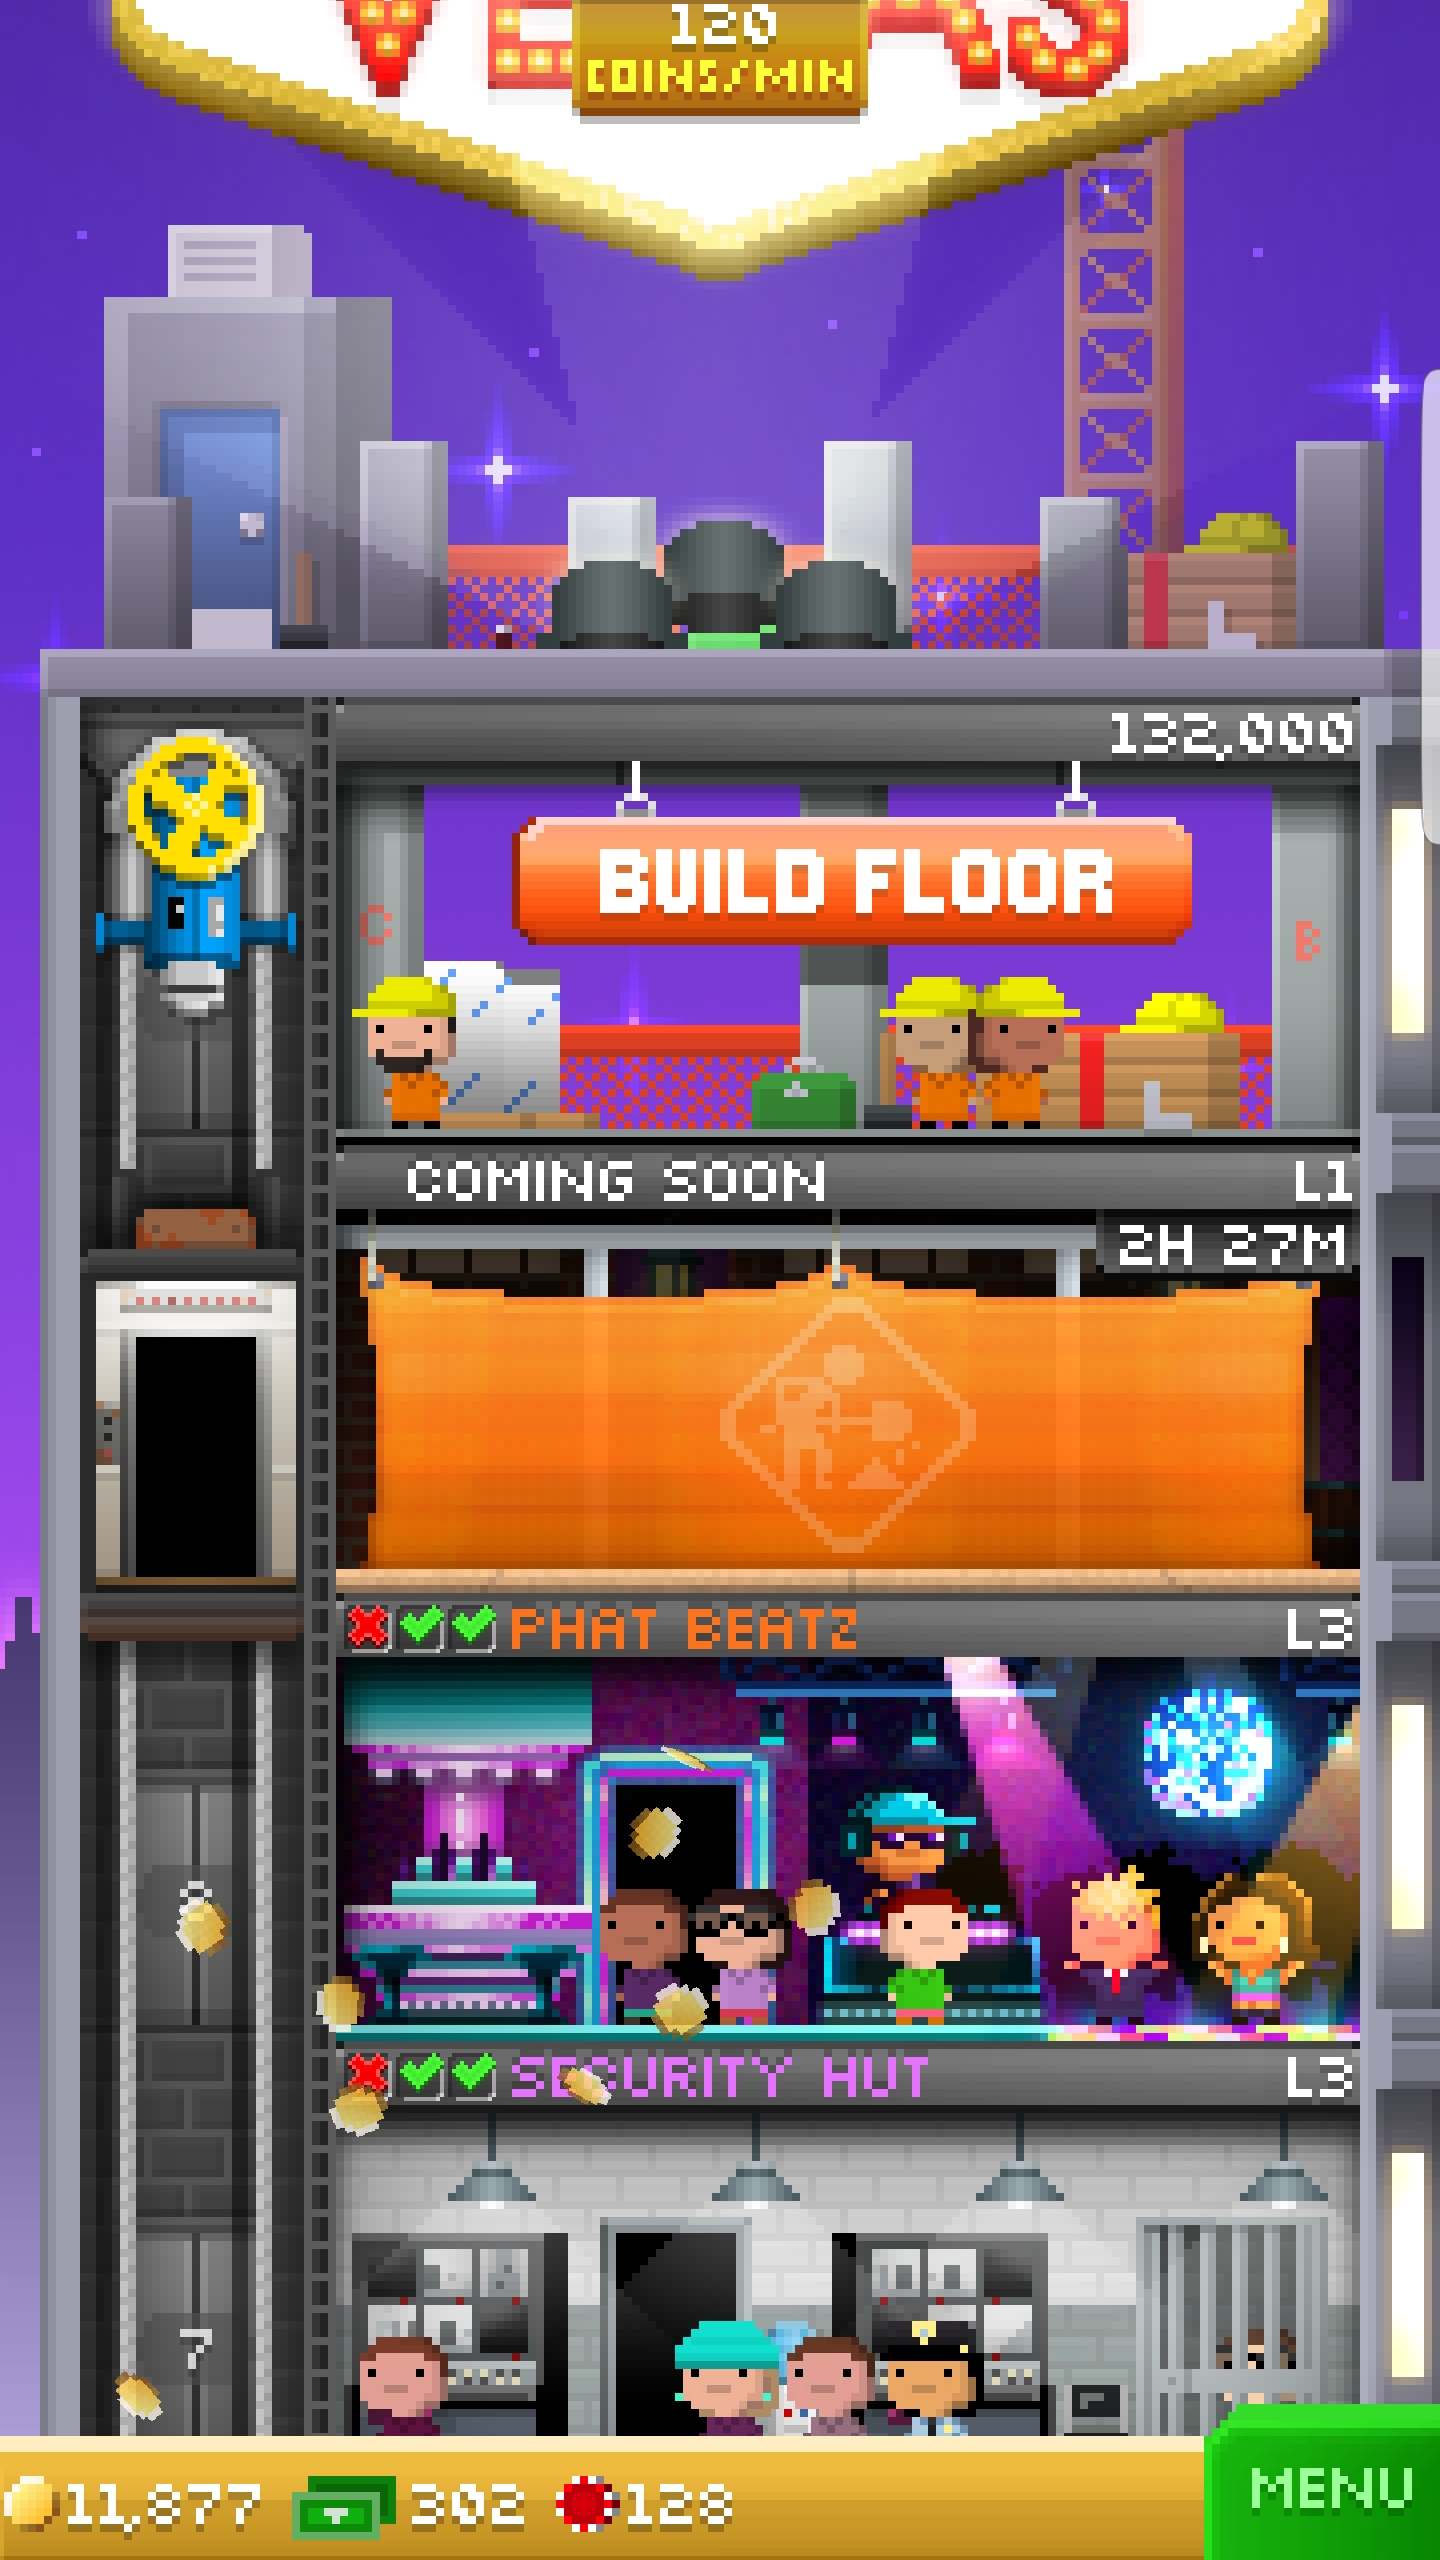 120
COINS/MIN
132,000
BUILD FLOOR
C
B
COMING SOON L1
2H 27M
PHAT BEATZ L3
SECURITY HUT L3
?
11,877 302 128
MENU